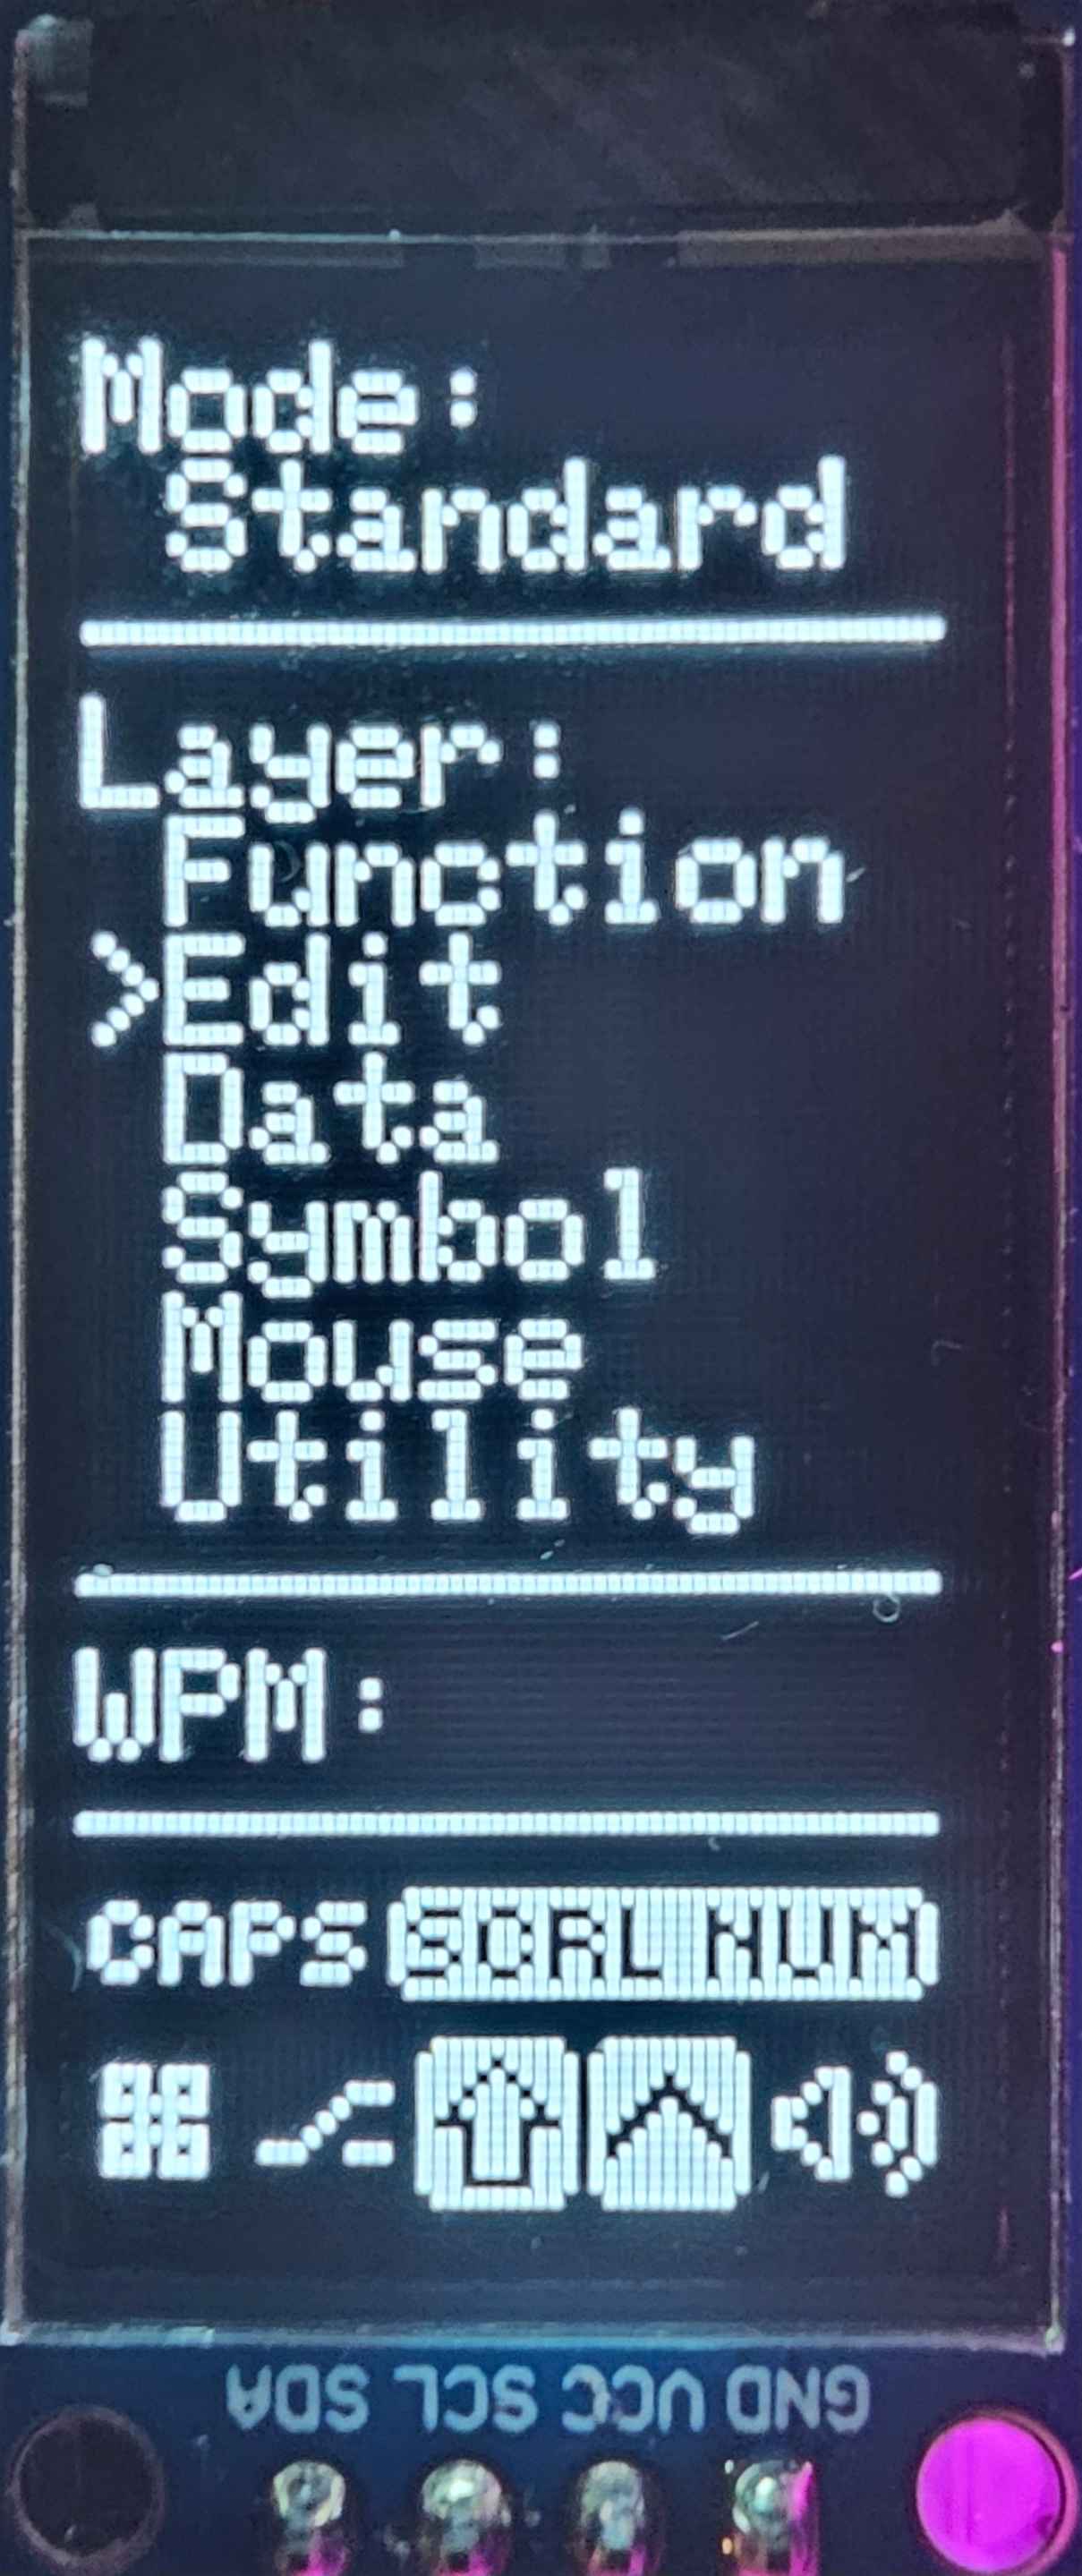 Mode:
Standard
Layer:
Function
>Edit
Data
Symbol
Mouse
Utility
WPM:
CAPS SCRL NUM
GND VCC SCL SDA